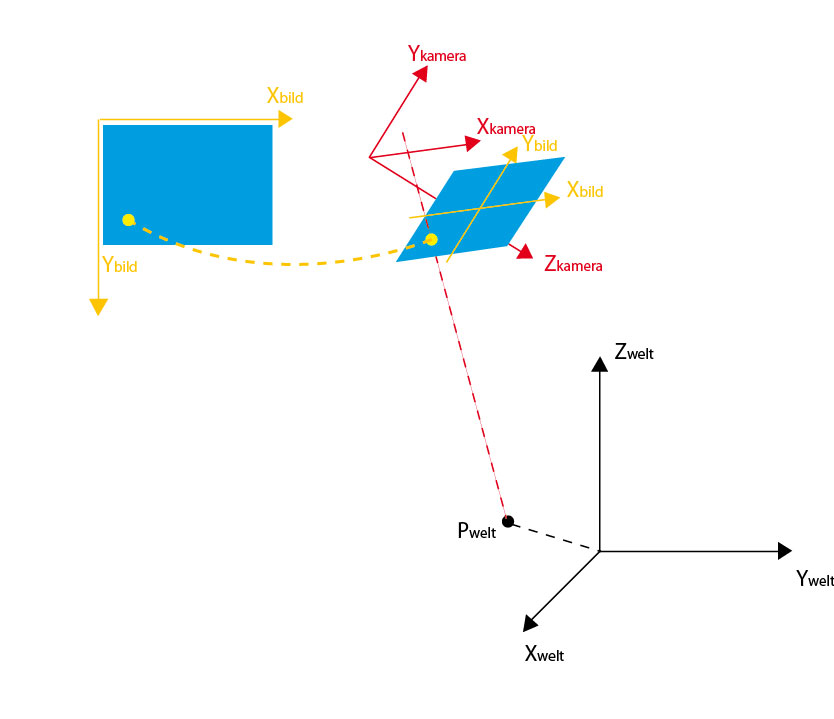 Ykamera
Xbild
Xkamera
Ybild
Xbild
Ybild
Zkamera
Zwelt
Pwelt
Ywelt
Xwelt